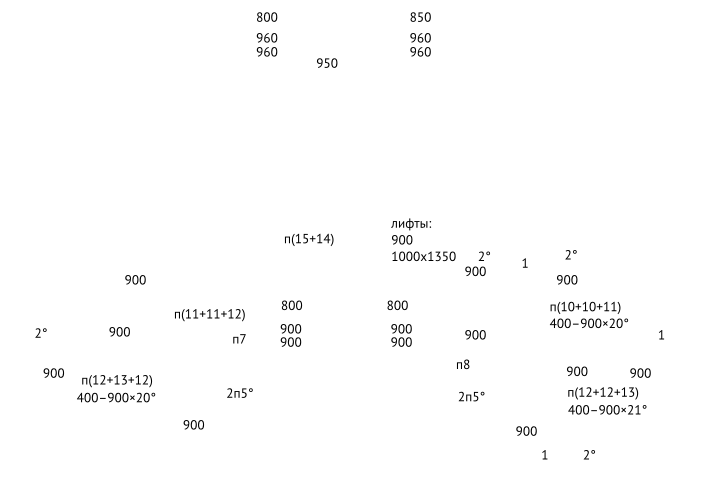 800 850
960 960
960 960
950
лифты:
п(15+14) 900
1000х1350 2° 2°
1
900
900 900
800 800 п(10+10+11)
п(11+11+12) 400–900×20°
900 900
2° 900 900 1
п7 900 900
п8
900 900 900
п(12+13+12) п(12+12+13)
400–900×20° 2п5° 2п5°
400–900×21°
900 900
1 2°